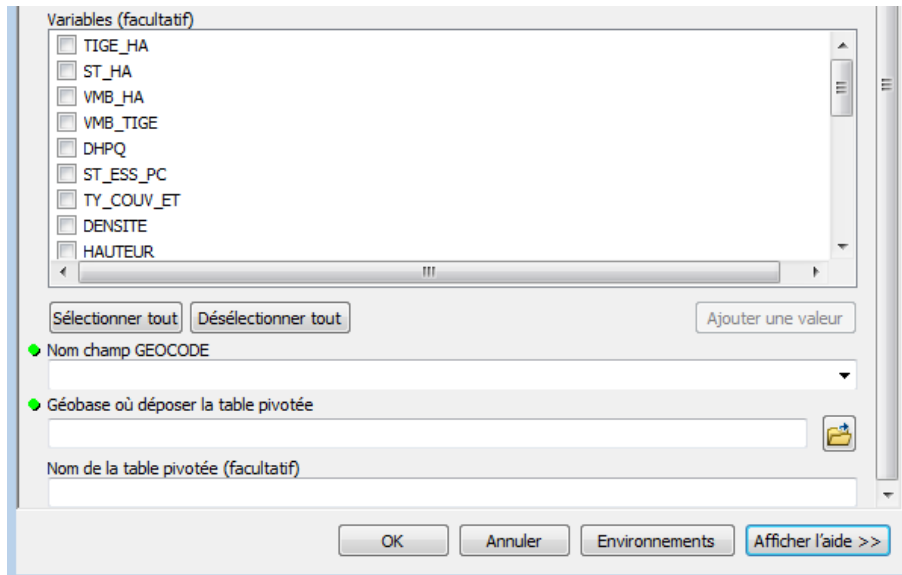 Variables (facultatif)
TIGE_HA
ST_HA
VMB_HA
VMB_TIGE
DHPQ
ST_ESS_PC
TY_COUV_ET
DENSITE
HAUTEUR
Sélectionner tout Désélectionner tout Ajouter une valeur
Nom champ GEOCODE
Géobase où déposer la table pivotée
Nom de la table pivotée (facultatif)
OK Annuler Environnements Afficher l'aide >>